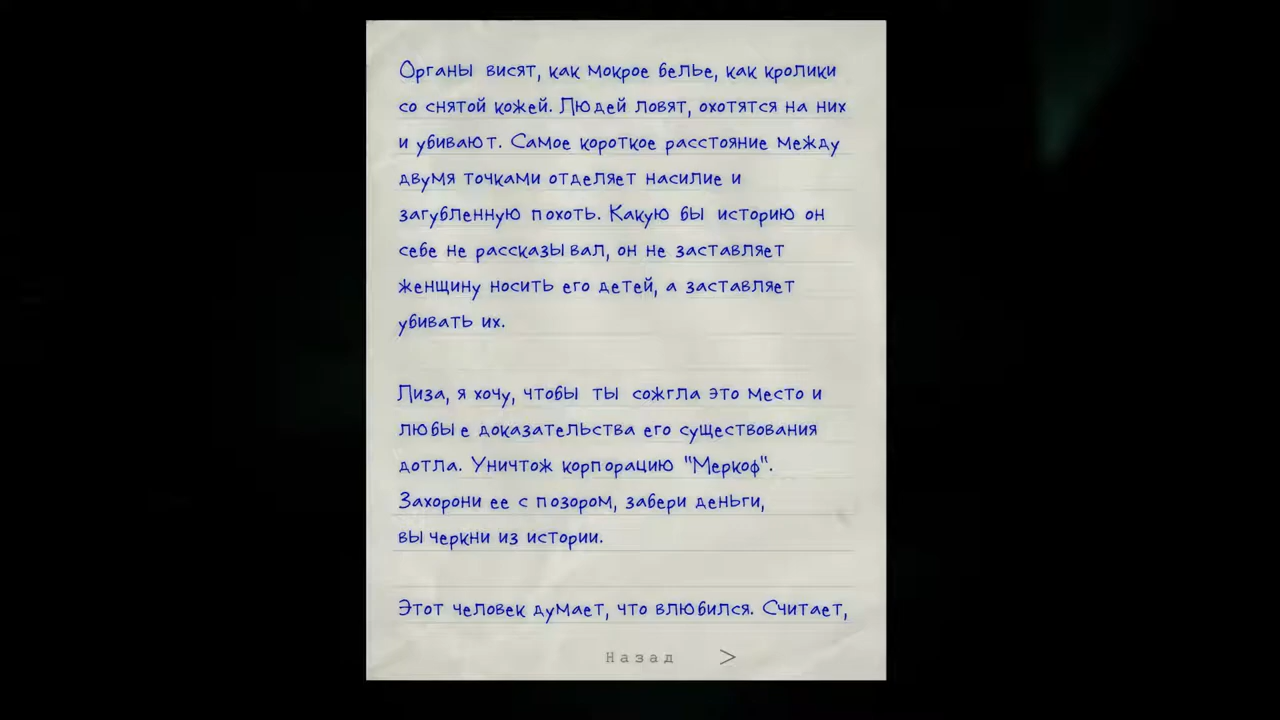 Органы висят, как мокрое белье, как кролики
со снятой кожей. Людей ловят, охотятся на них
и убивают. Самое короткое расстояние между
двумя точками отделяет насилие и
загубленную похоть. Какую бы историю он
себе не рассказывал, он не заставляет
женщину носить его детей, а заставляет
убивать их.
Лиза, я хочу, чтобы ты сожгла это место и
любые доказательства его существования
дотла. Уничтож корпорацию "Меркоф".
Захорони ее с позором, забери деньги,
вычеркни из истории.
Этот человек думает, что влюбился. Считает,
Назад >